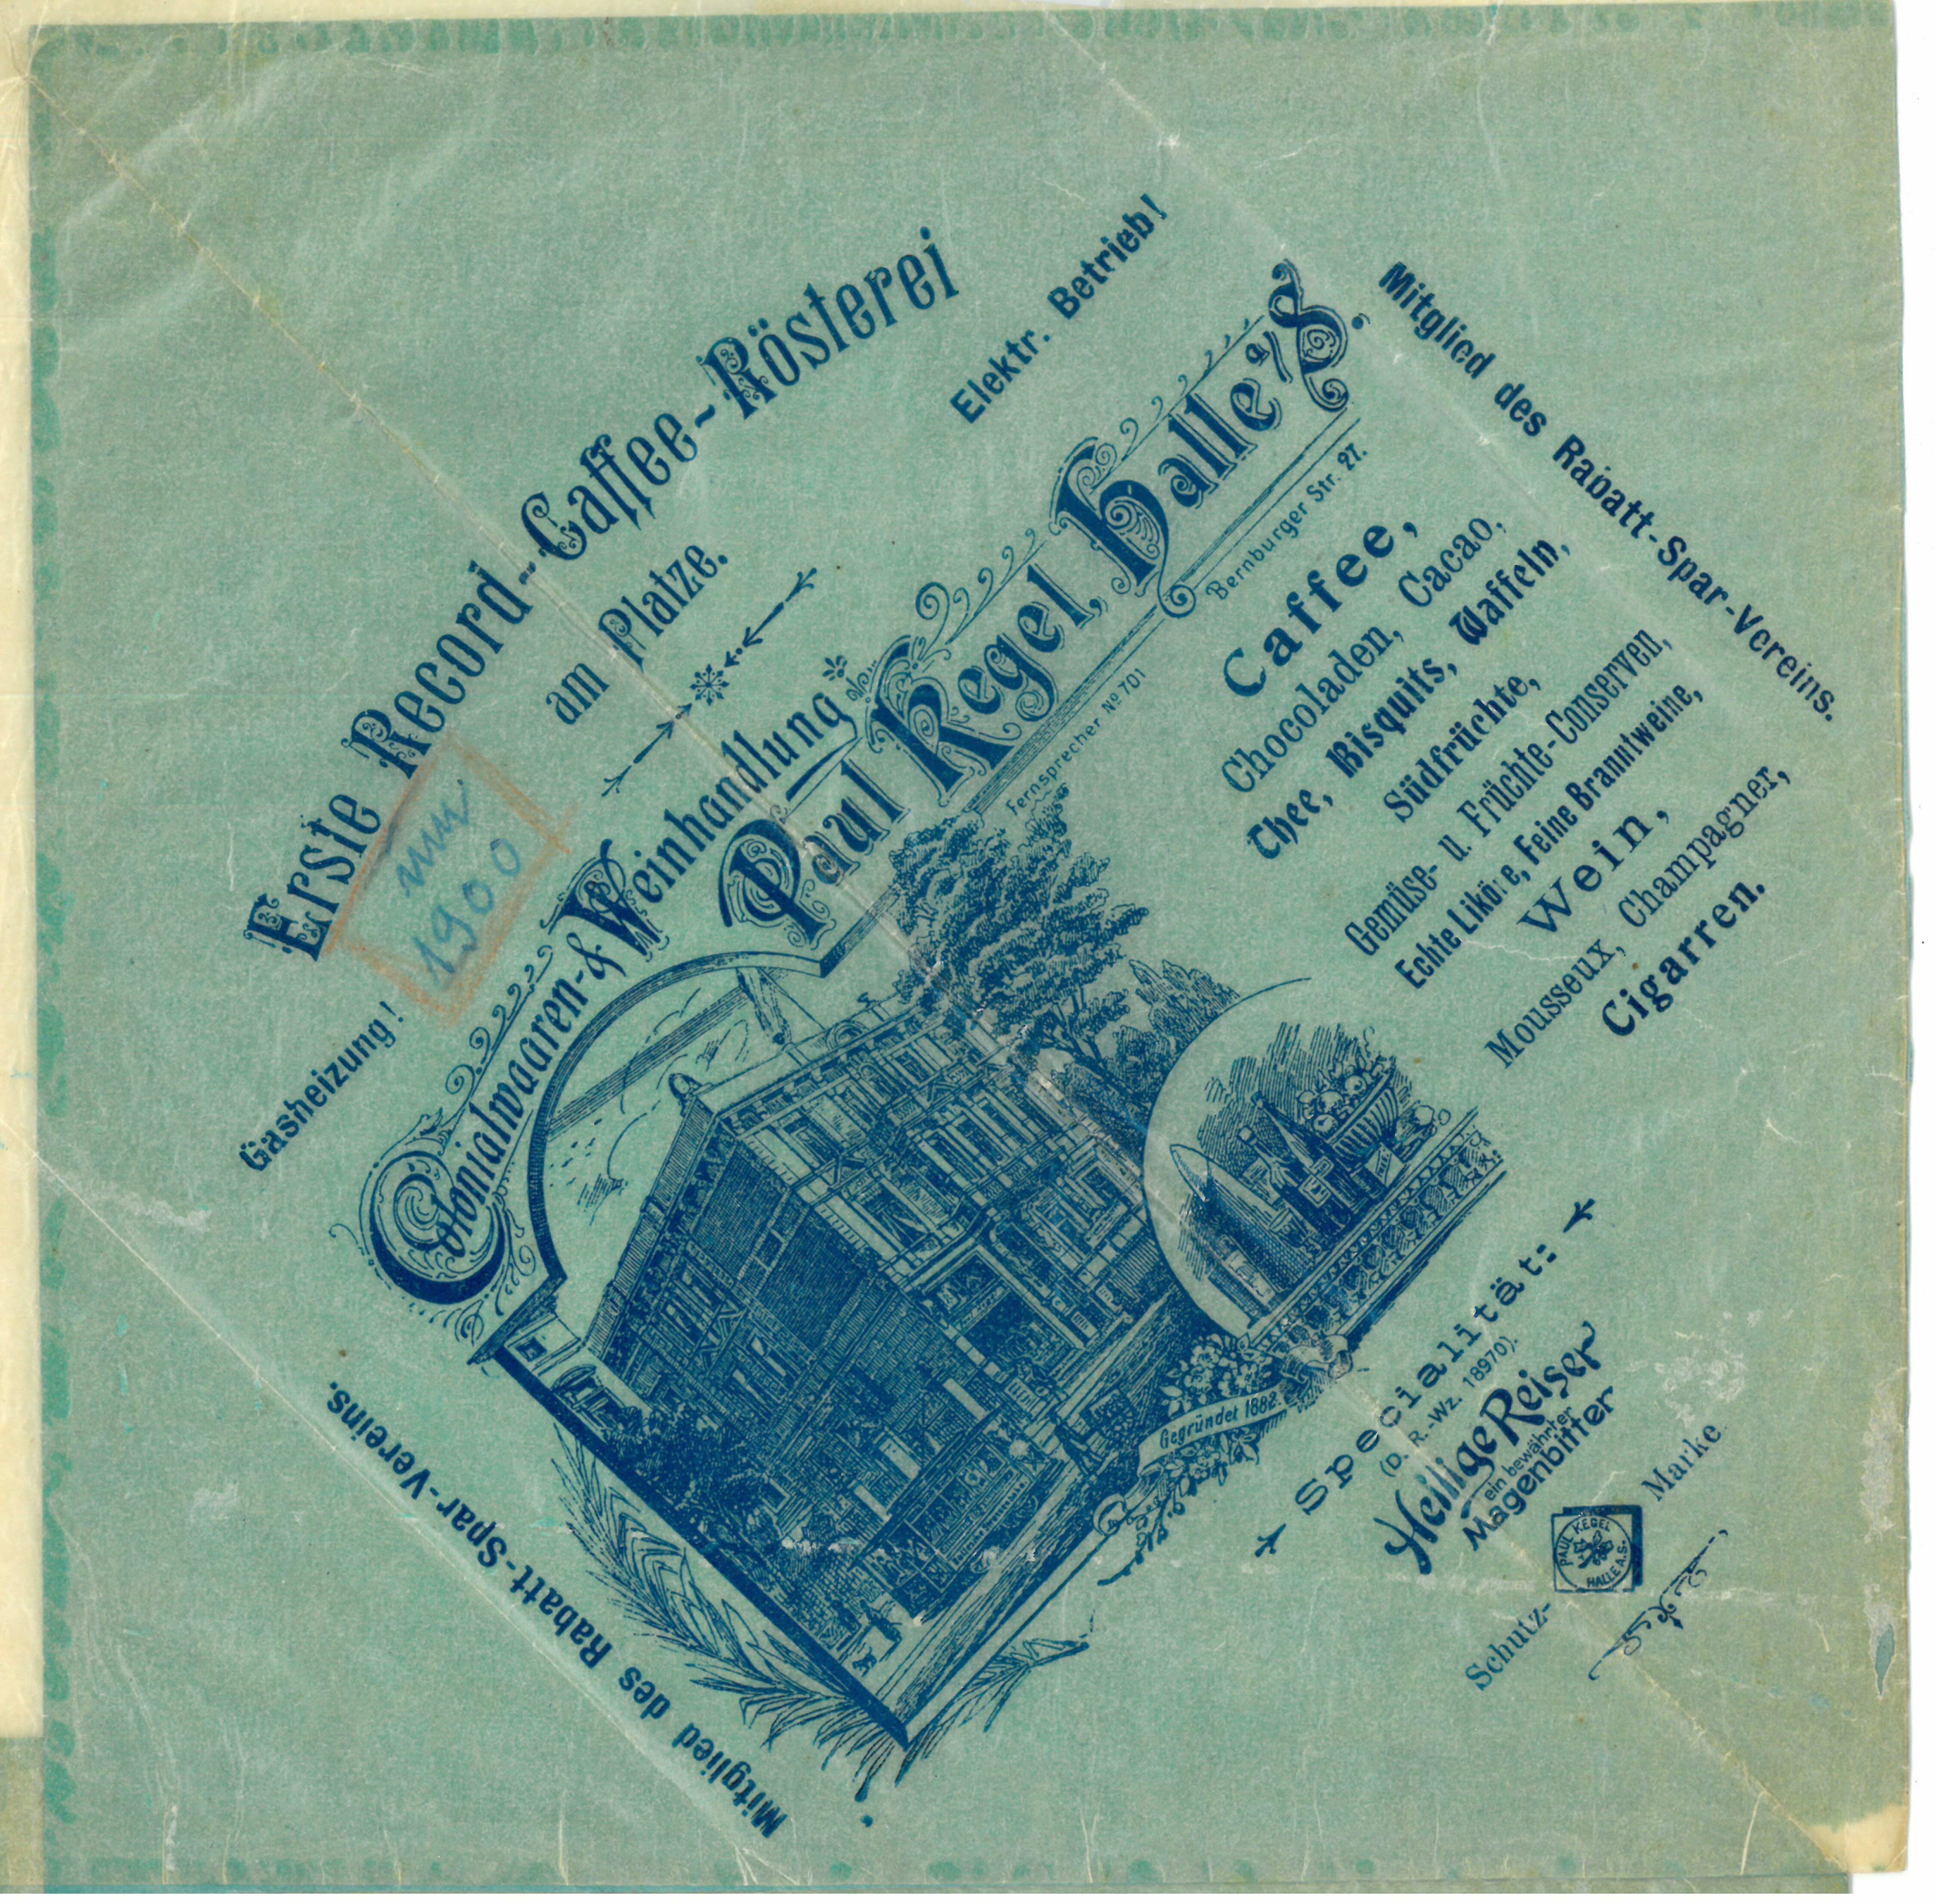 Erste Record-Caffee-Rösterei
am Platze.
Gasheizung!
Elektr. Betrieb!
1900
Colonialwaaren- & Weinhandlung
Paul Kegel, Halle a/S.
Fernsprecher No 701
Bernburger Str. 27.
Caffee,
Chocoladen, Cacao,
Thee, Bisquits, Waffeln,
Südfrüchte,
Gemüse- u. Früchte-Conserven,
Echte Liköre, Feine Branntweine,
Wein,
Mousseux, Champagner,
Cigarren.
Gegründet 1882.
Specialität:
(D. R.-Wz. 18970).
Heilige Reiser
ein bewährter
Magenbitter
Schutz- Marke
PAUL KEGEL
HALLE A.S.
Mitglied des Rabatt-Spar-Vereins.
Mitglied des Rabatt-Spar-Vereins.